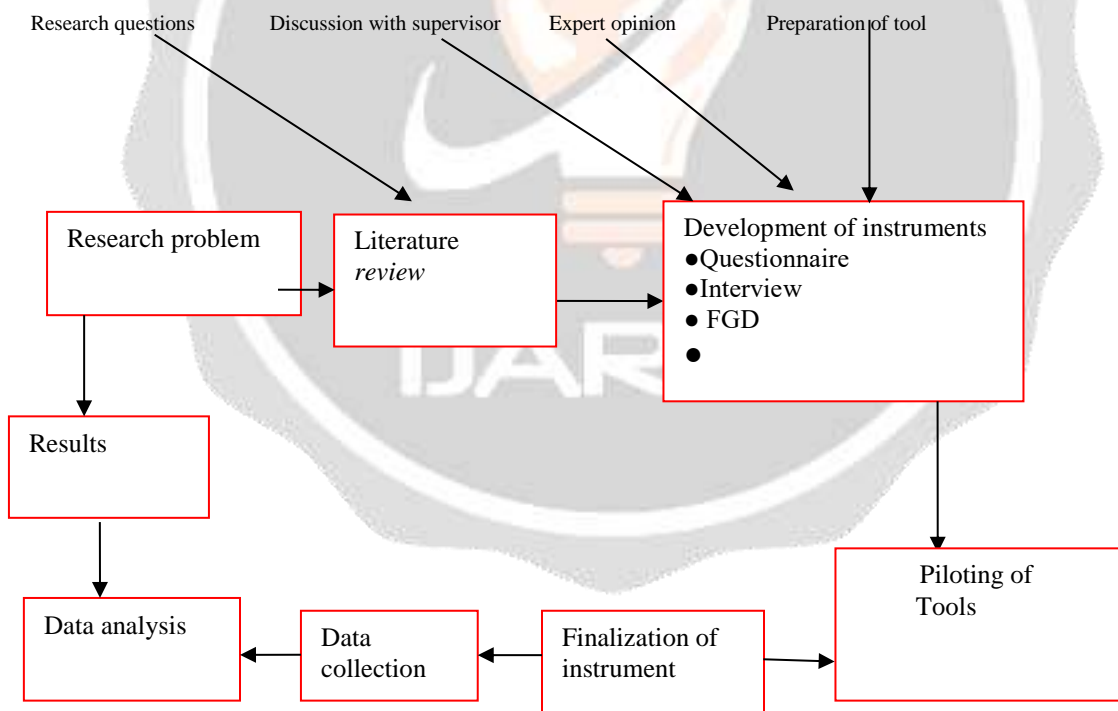 Research questions
Discussion with supervisor
Expert opinion
Preparation of tool
Research problem
Literature
review
Development of instruments
●Questionnaire
●Interview
● FGD
●
Results
Piloting of
Tools
Data analysis
Data
collection
Finalization of
instrument